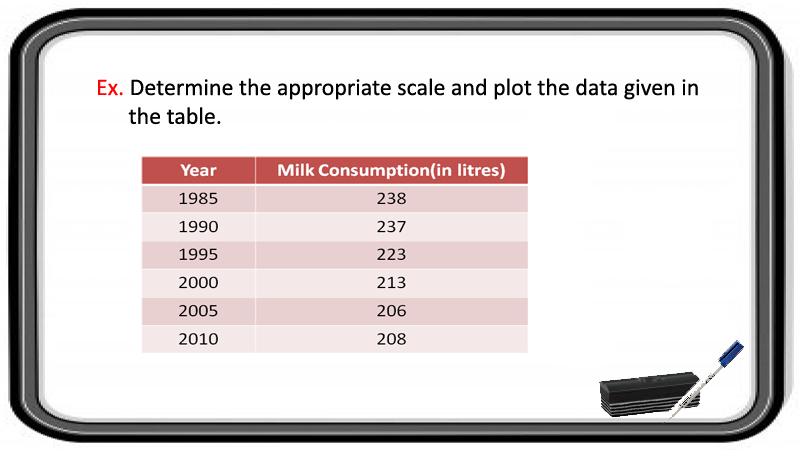 Ex. Determine the appropriate scale and plot the data given in
the table.
Year Milk Consumption(in litres)
1985 238
1990 237
1995 223
2000 213
2005 206
2010 208